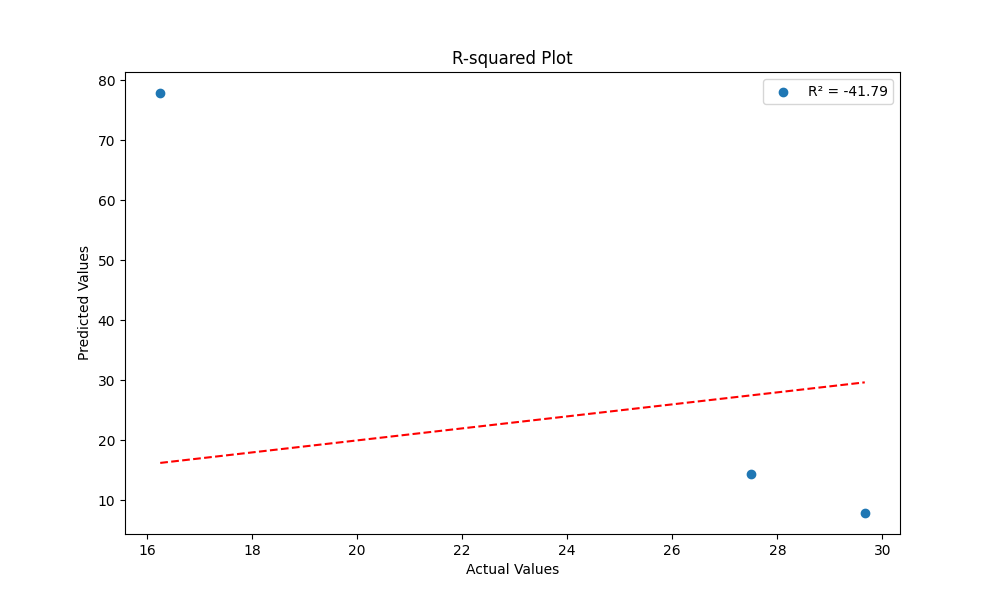 R-squared Plot
R² = -41.79
Predicted Values
80
70
60
50
40
30
20
10
16 18 20 22 24 26 28 30
Actual Values